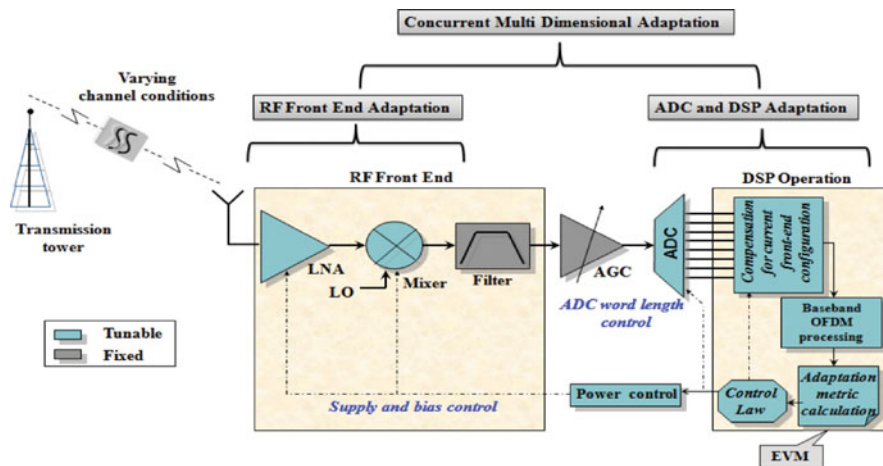 Concurrent Multi Dimensional Adaptation
Varying
channel conditions
RF Front End Adaptation
ADC and DSP Adaptation
RF Front End
DSP Operation
Transmission
tower
LNA
LO
Mixer
Filter
AGC
ADC
Compensation
for current
front-end
configuration
ADC word length
control
Baseband
OFDM
processing
Tunable
Fixed
Supply and bias control
Power control
Control
Law
Adaptation
metric
calculation
EVM